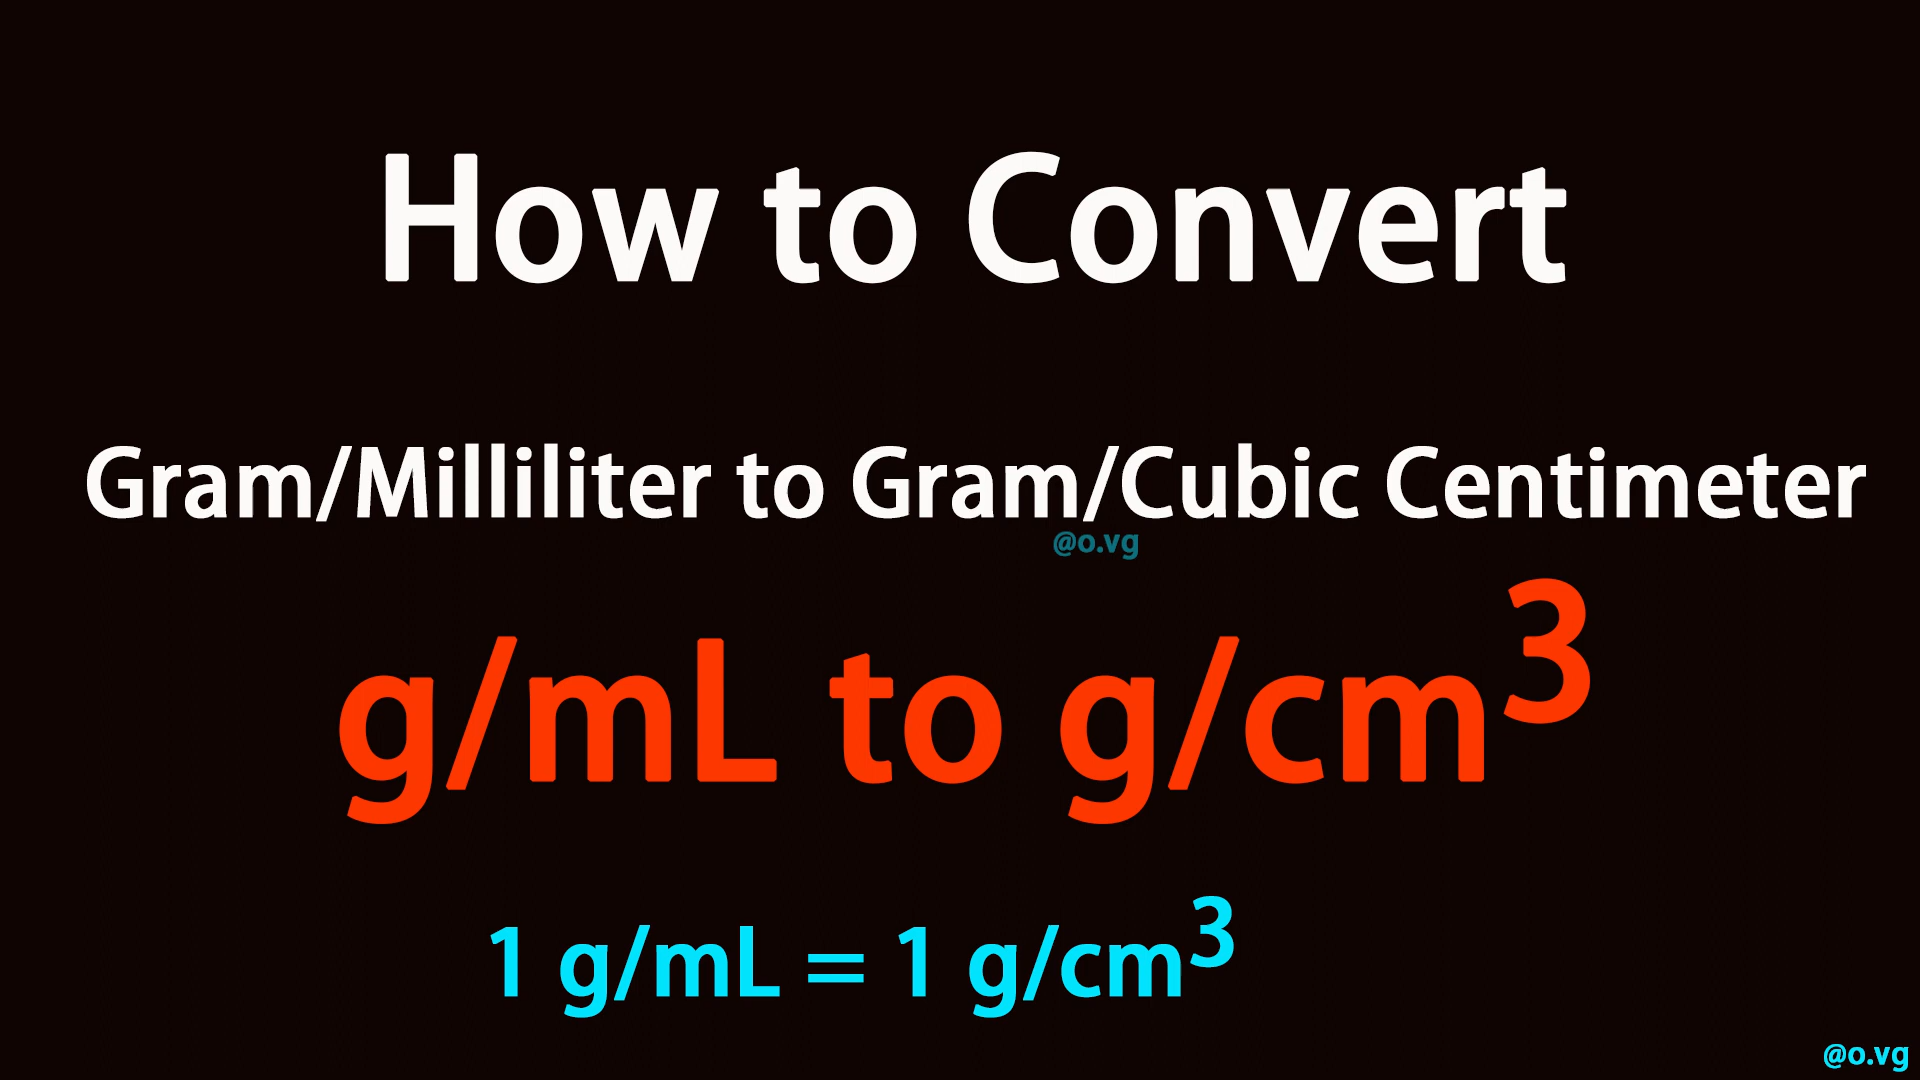 How to Convert
Gram/Milliliter to Gram/Cubic Centimeter
@o.vg
g/mL to g/cm³
1 g/mL = 1 g/cm³
@o.vg